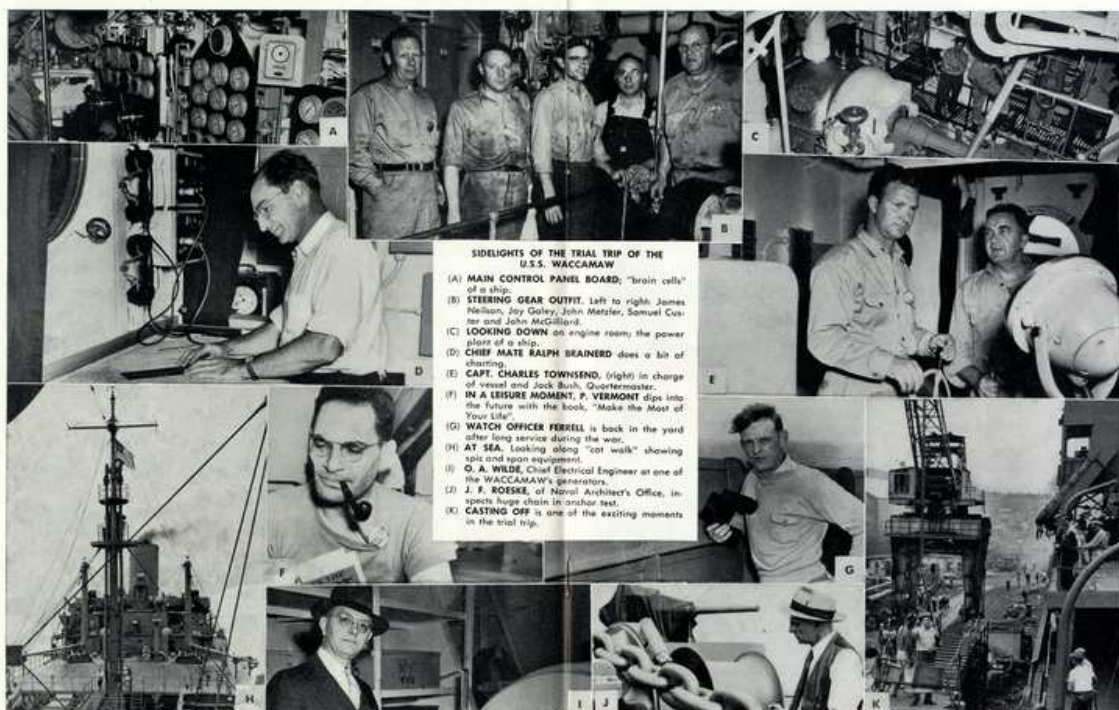 A
B
C
D
E
SIDELIGHTS OF THE TRIAL TRIP OF THE
U.S.S. WACCAMAW
(A) MAIN CONTROL PANEL BOARD; "brain cells"
of a ship.
(B) STEERING GEAR OUTFIT. Left to right: James
Neilson, Jay Galey, John Metzler, Samuel Cus-
ter and John McGilliard.
(C) LOOKING DOWN on engine room; the power
plant of a ship.
(D) CHIEF MATE RALPH BRAINERD does a bit of
charting.
(E) CAPT. CHARLES TOWNSEND, (right) in charge
of vessel and Jack Bush, Quartermaster.
(F) IN A LEISURE MOMENT, P. VERMONT dips into
the future with the book, "Make the Most of
Your Life".
(G) WATCH OFFICER FERRELL is back in the yard
after long service during the war.
(H) AT SEA. Looking along "cat walk" showing
spic and span equipment.
(I) O. A. WILDE, Chief Electrical Engineer at one of
the WACCAMAW'S generators.
(J) J. F. ROESKE, of Naval Architect's Office, in-
spects huge chain in anchor test.
(K) CASTING OFF is one of the exciting moments
in the trial trip.
F
G
H
I
J
K